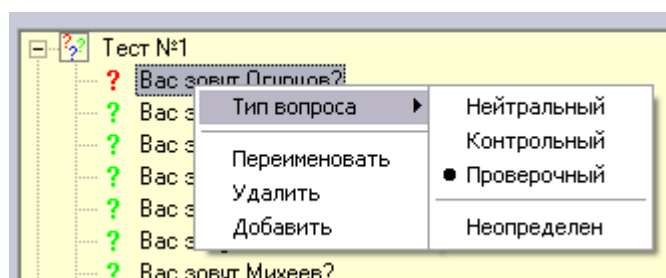 Тест №1
? Вас зовут Огурцов?
? Вас з
? Вас з
? Вас з
? Вас з
? Вас
? Вас зовут Михеев?
Тип вопроса
Переименовать
Удалить
Добавить
Нейтральный
Контрольный
Проверочный
Неопределен